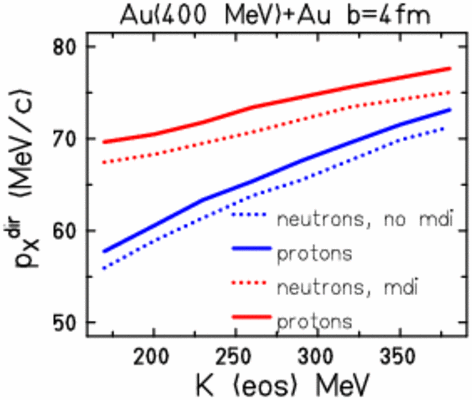 Au(400 MeV)+Au b=4fm
80
70
60
50
px^dir (MeV/c)
neutrons, no mdi
protons
neutrons, mdi
protons
200 250 300 350
K (eos) MeV